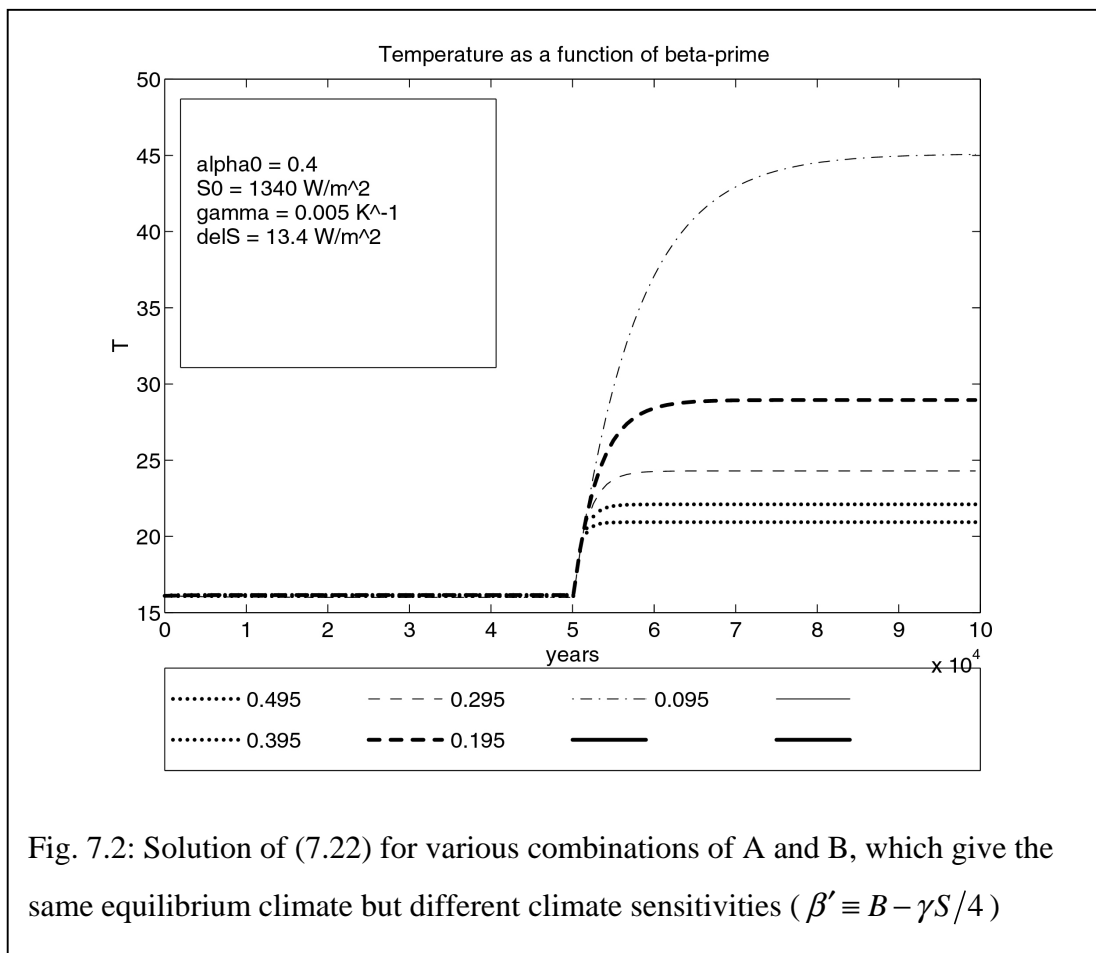 Temperature as a function of beta-prime
50
45
40
35
30
25
20
15
T
alpha0 = 0.4
S0 = 1340 W/m^2
gamma = 0.005 K^-1
delS = 13.4 W/m^2
0 1 2 3 4 5 6 7 8 9 10
years
x 10^4
0.495 0.295 0.095
0.395 0.195
Fig. 7.2: Solution of (7.22) for various combinations of A and B, which give the
same equilibrium climate but different climate sensitivities ( β′ ≡ B − γS/4 )